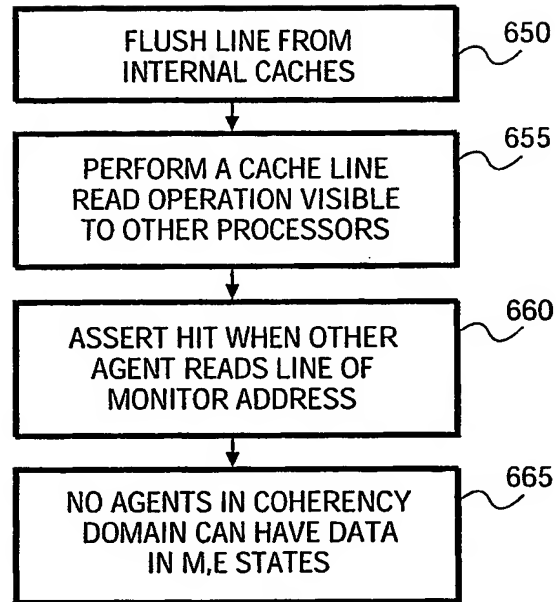 FLUSH LINE FROM
INTERNAL CACHES
650
PERFORM A CACHE LINE
READ OPERATION VISIBLE
TO OTHER PROCESSORS
655
ASSERT HIT WHEN OTHER
AGENT READS LINE OF
MONITOR ADDRESS
660
NO AGENTS IN COHERENCY
DOMAIN CAN HAVE DATA
IN M,E STATES
665